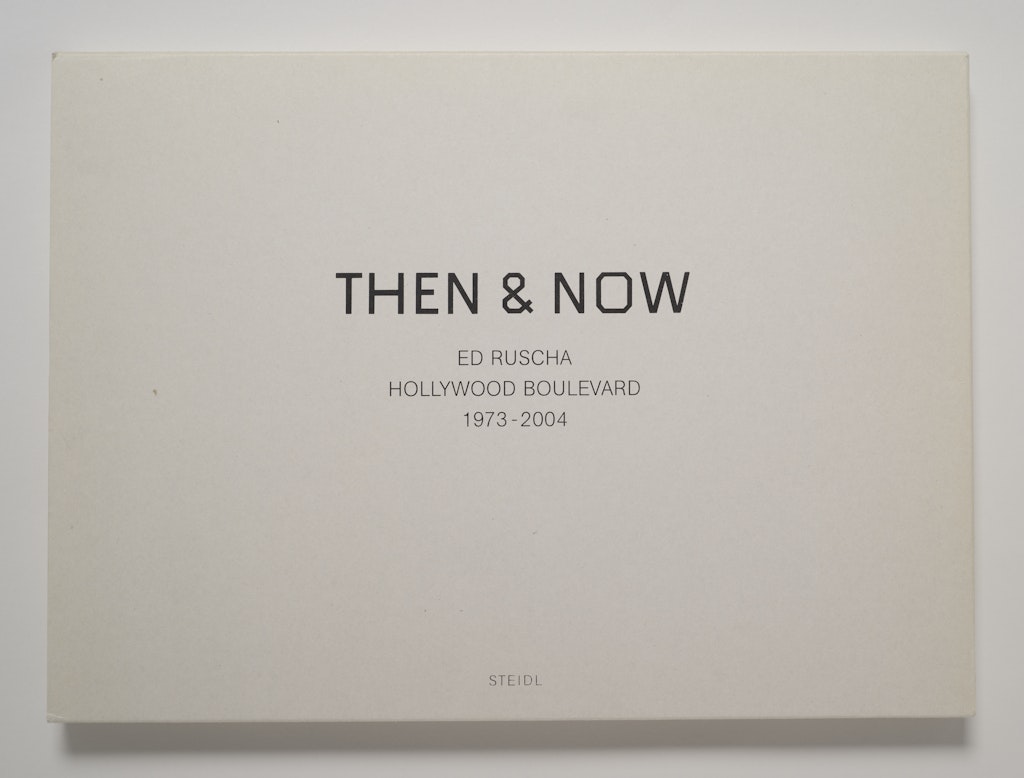 THEN & NOW
ED RUSCHA
HOLLYWOOD BOULEVARD
1973-2004
STEIDL